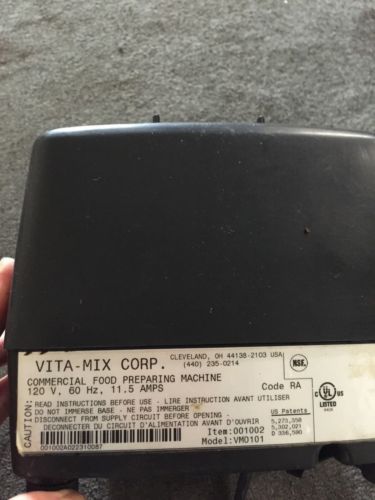 VITA-MIX CORP.
CLEVELAND, OH 44138-2103 USA
(440) 235-0214
NSF.
COMMERCIAL FOOD PREPARING MACHINE
120 V, 60 Hz, 11.5 AMPS
Code RA
C UL US
LISTED
CAUTION:
READ INSTRUCTIONS BEFORE USE - LIRE INSTRUCTION AVANT UTILISER
DO NOT IMMERSE BASE - NE PAS IMMERGER
DISCONNECT FROM SUPPLY CIRCUIT BEFORE OPENING -
DECONNECTER DU CIRCUIT D'ALIMENTATION AVANT D'OUVRIR
US Patents
5,273,358
5,302,021
D 336,590
Item:001002
Model:VM0101
001002A022310087